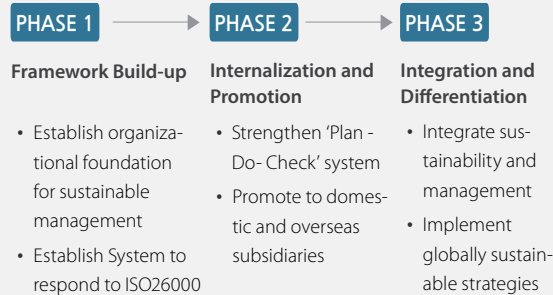 PHASE 1
PHASE 2
PHASE 3
Framework Build-up
• Establish organiza-
tional foundation
for sustainable
management
• Establish System to
respond to ISO26000
Internalization and
Promotion
• Strengthen ‘Plan -
Do- Check’ system
• Promote to domes-
tic and overseas
subsidiaries
Integration and
Differentiation
• Integrate sus-
tainability and
management
• Implement
globally sustain-
able strategies